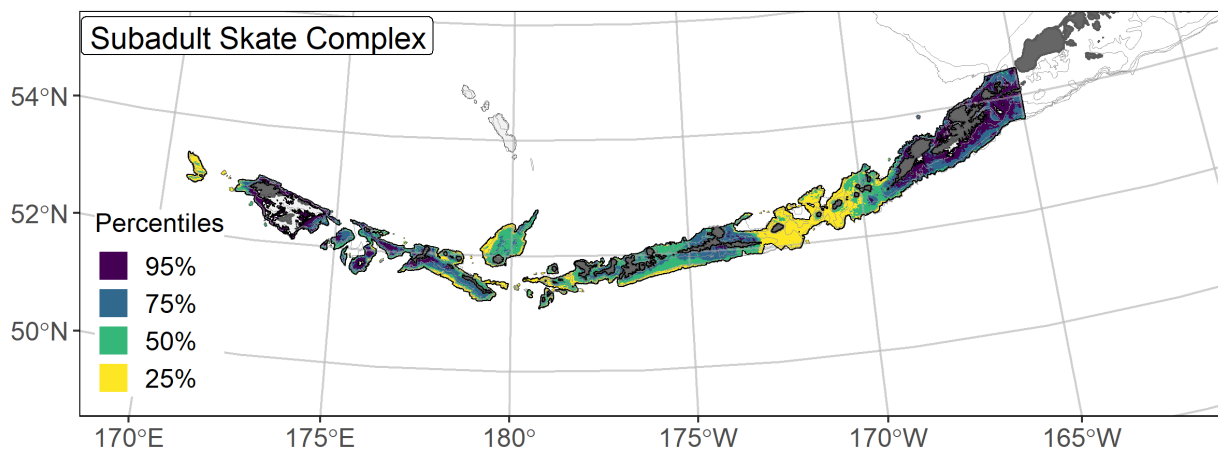 Subadult Skate Complex
54°N
52°N
50°N
Percentiles
95%
75%
50%
25%
170°E
175°E
180°
175°W
170°W
165°W